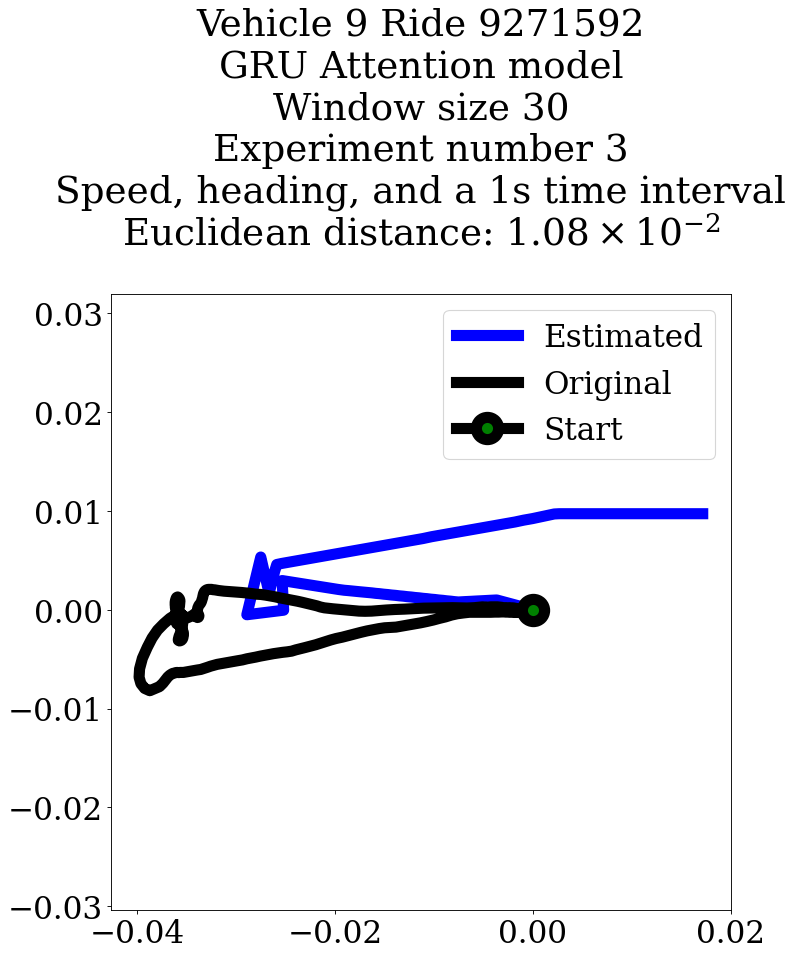 Vehicle 9 Ride 9271592
GRU Attention model
Window size 30
Experiment number 3
Speed, heading, and a 1s time interval
Euclidean distance: 1.08 × 10⁻²
Estimated
Original
Start
0.03
0.02
0.01
0.00
−0.01
−0.02
−0.03
−0.04
−0.02
0.00
0.02